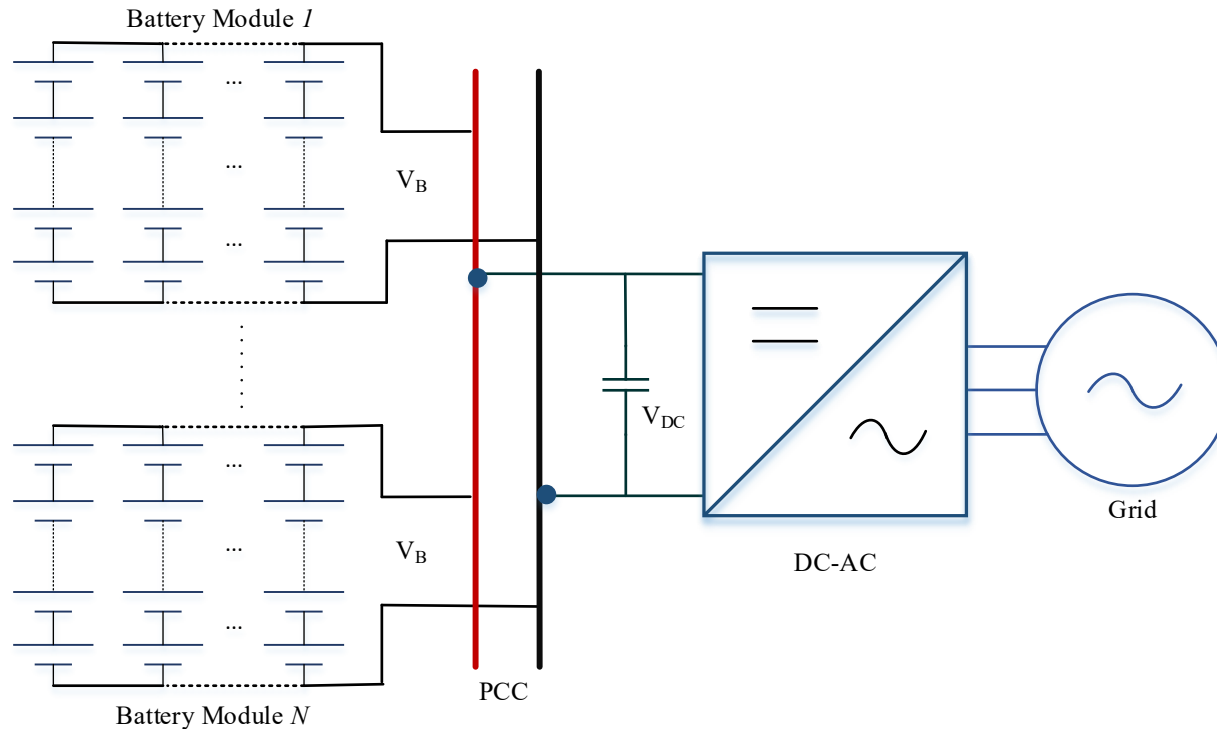 Battery Module 1
...
...
V_B
...
...
V_DC
...
...
V_B
...
...
Grid
DC-AC
PCC
Battery Module N